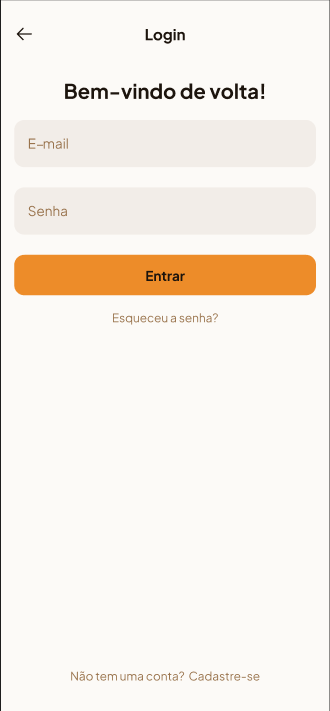 Login
Bem-vindo de volta!
E-mail
Senha
Entrar
Esqueceu a senha?
Não tem uma conta? Cadastre-se